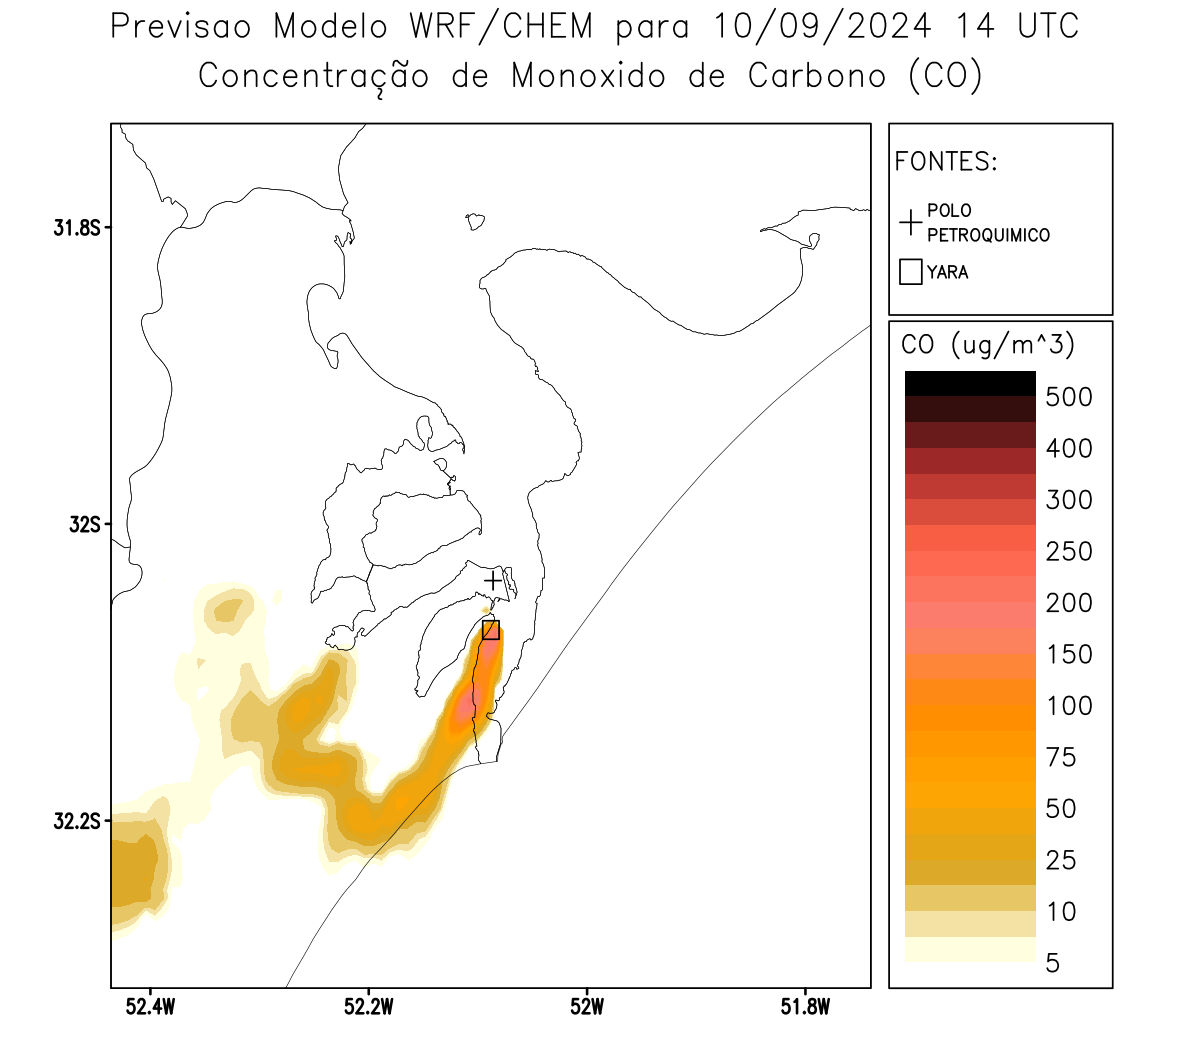 Previsao Modelo WRF/CHEM para 10/09/2024 14 UTC
Concentração de Monoxido de Carbono (CO)
FONTES:
POLO
PETROQUIMICO
YARA
CO (ug/m^3)
500
400
300
250
200
150
100
75
50
25
10
5
31.8S
32S
32.2S
52.4W
52.2W
52W
51.8W